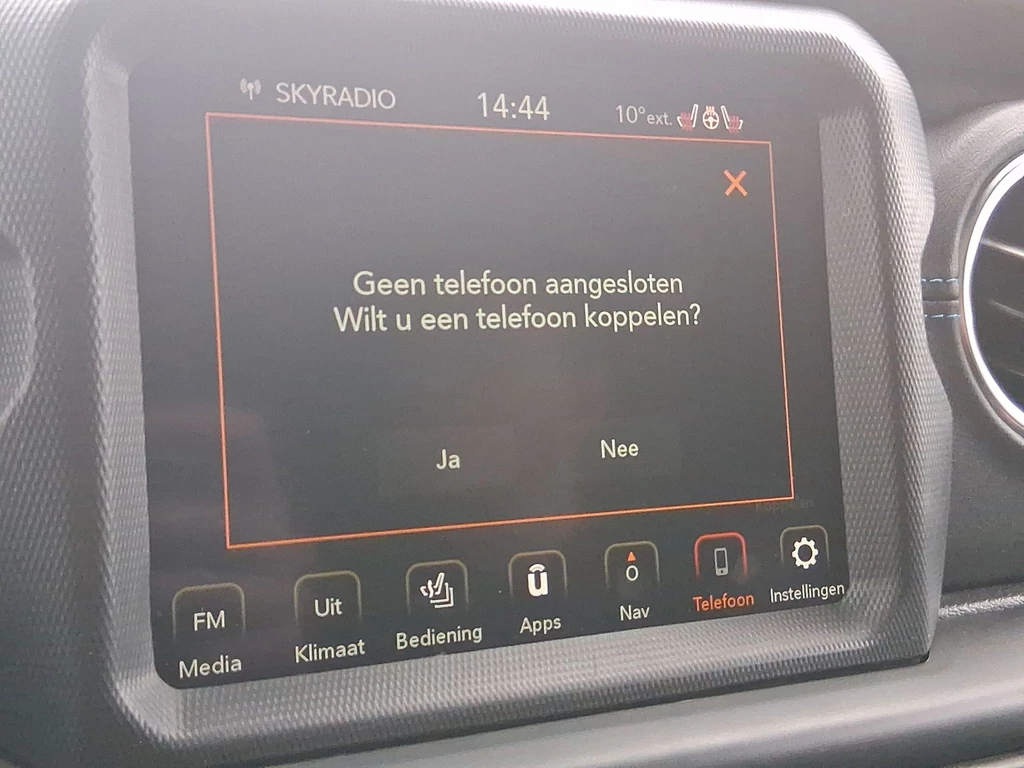 SKYRADIO 14:44 10° ext.
Geen telefoon aangesloten
Wilt u een telefoon koppelen?
Ja Nee
Koppelen
FM Uit
Media Klimaat Bediening Apps Nav Telefoon Instellingen